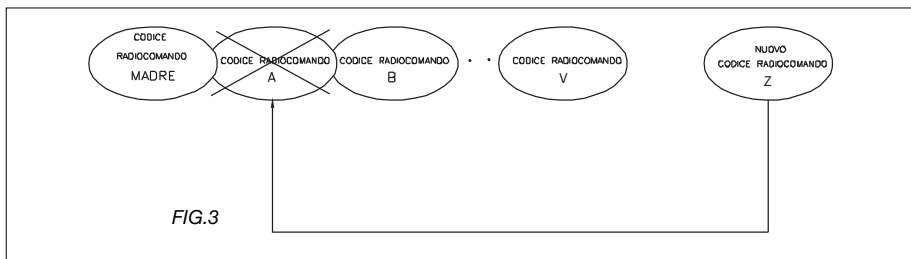 CODICE
RADIOCOMANDO
MADRE
CODICE RADIOCOMANDO
A
CODICE RADIOCOMANDO
B
CODICE RADIOCOMANDO
V
NUOVO
CODICE RADIOCOMANDO
Z
FIG.3